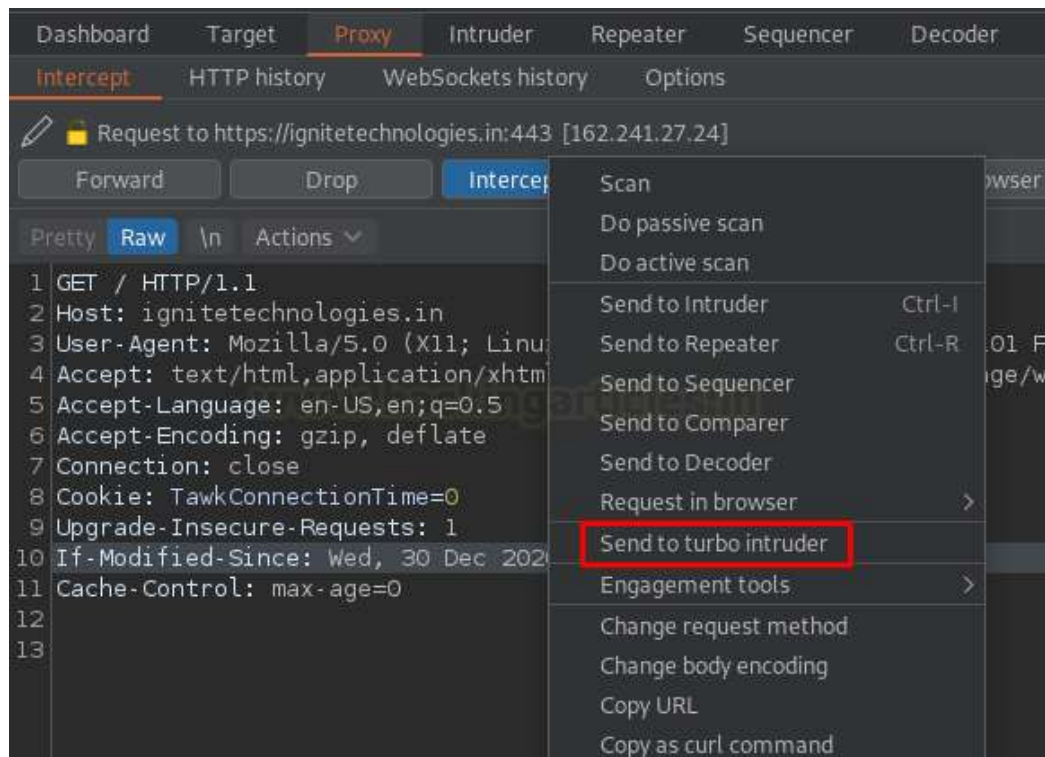 Dashboard Target Proxy Intruder Repeater Sequencer Decoder
Intercept HTTP history WebSockets history Options
Request to https://ignitetechnologies.in:443 [162.241.27.24]
Forward Drop Intercep owser
Pretty Raw \n Actions
1 GET / HTTP/1.1
2 Host: ignitetechnologies.in
3 User-Agent: Mozilla/5.0 (X11; Linu 01 F
4 Accept: text/html,application/xhtm ge/w
5 Accept-Language: en-US,en;q=0.5
6 Accept-Encoding: gzip, deflate
7 Connection: close
8 Cookie: TawkConnectionTime=0
9 Upgrade-Insecure-Requests: 1
10 If-Modified-Since: Wed, 30 Dec 202
11 Cache-Control: max-age=0
12
13
Scan
Do passive scan
Do active scan
Send to Intruder Ctrl-I
Send to Repeater Ctrl-R
Send to Sequencer
Send to Comparer
Send to Decoder
Request in browser >
Send to turbo intruder
Engagement tools >
Change request method
Change body encoding
Copy URL
Copy as curl command